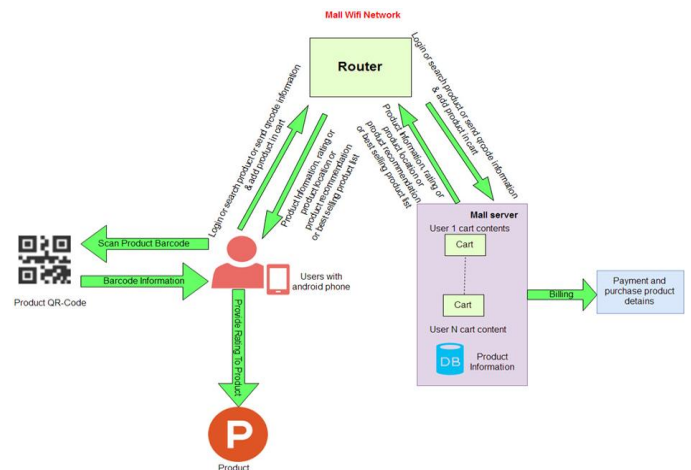 Mall Wifi Network
Router
Login or search product or send qrcode information
& add product in cart
Product Information, rating or
product location or
product recommendation
or best selling product list
Product Information, rating or
product location or
product recommendation
or best selling product list
Login or search product or send qrcode information
& add product in cart
Mall server
User 1 cart contents
Cart
Cart
User N cart content
DB
Product
Information
Scan Product Barcode
Barcode Information
Product QR-Code
Users with
android phone
Billing
Payment and
purchase product
detains
Provide Rating To Product
P
Product